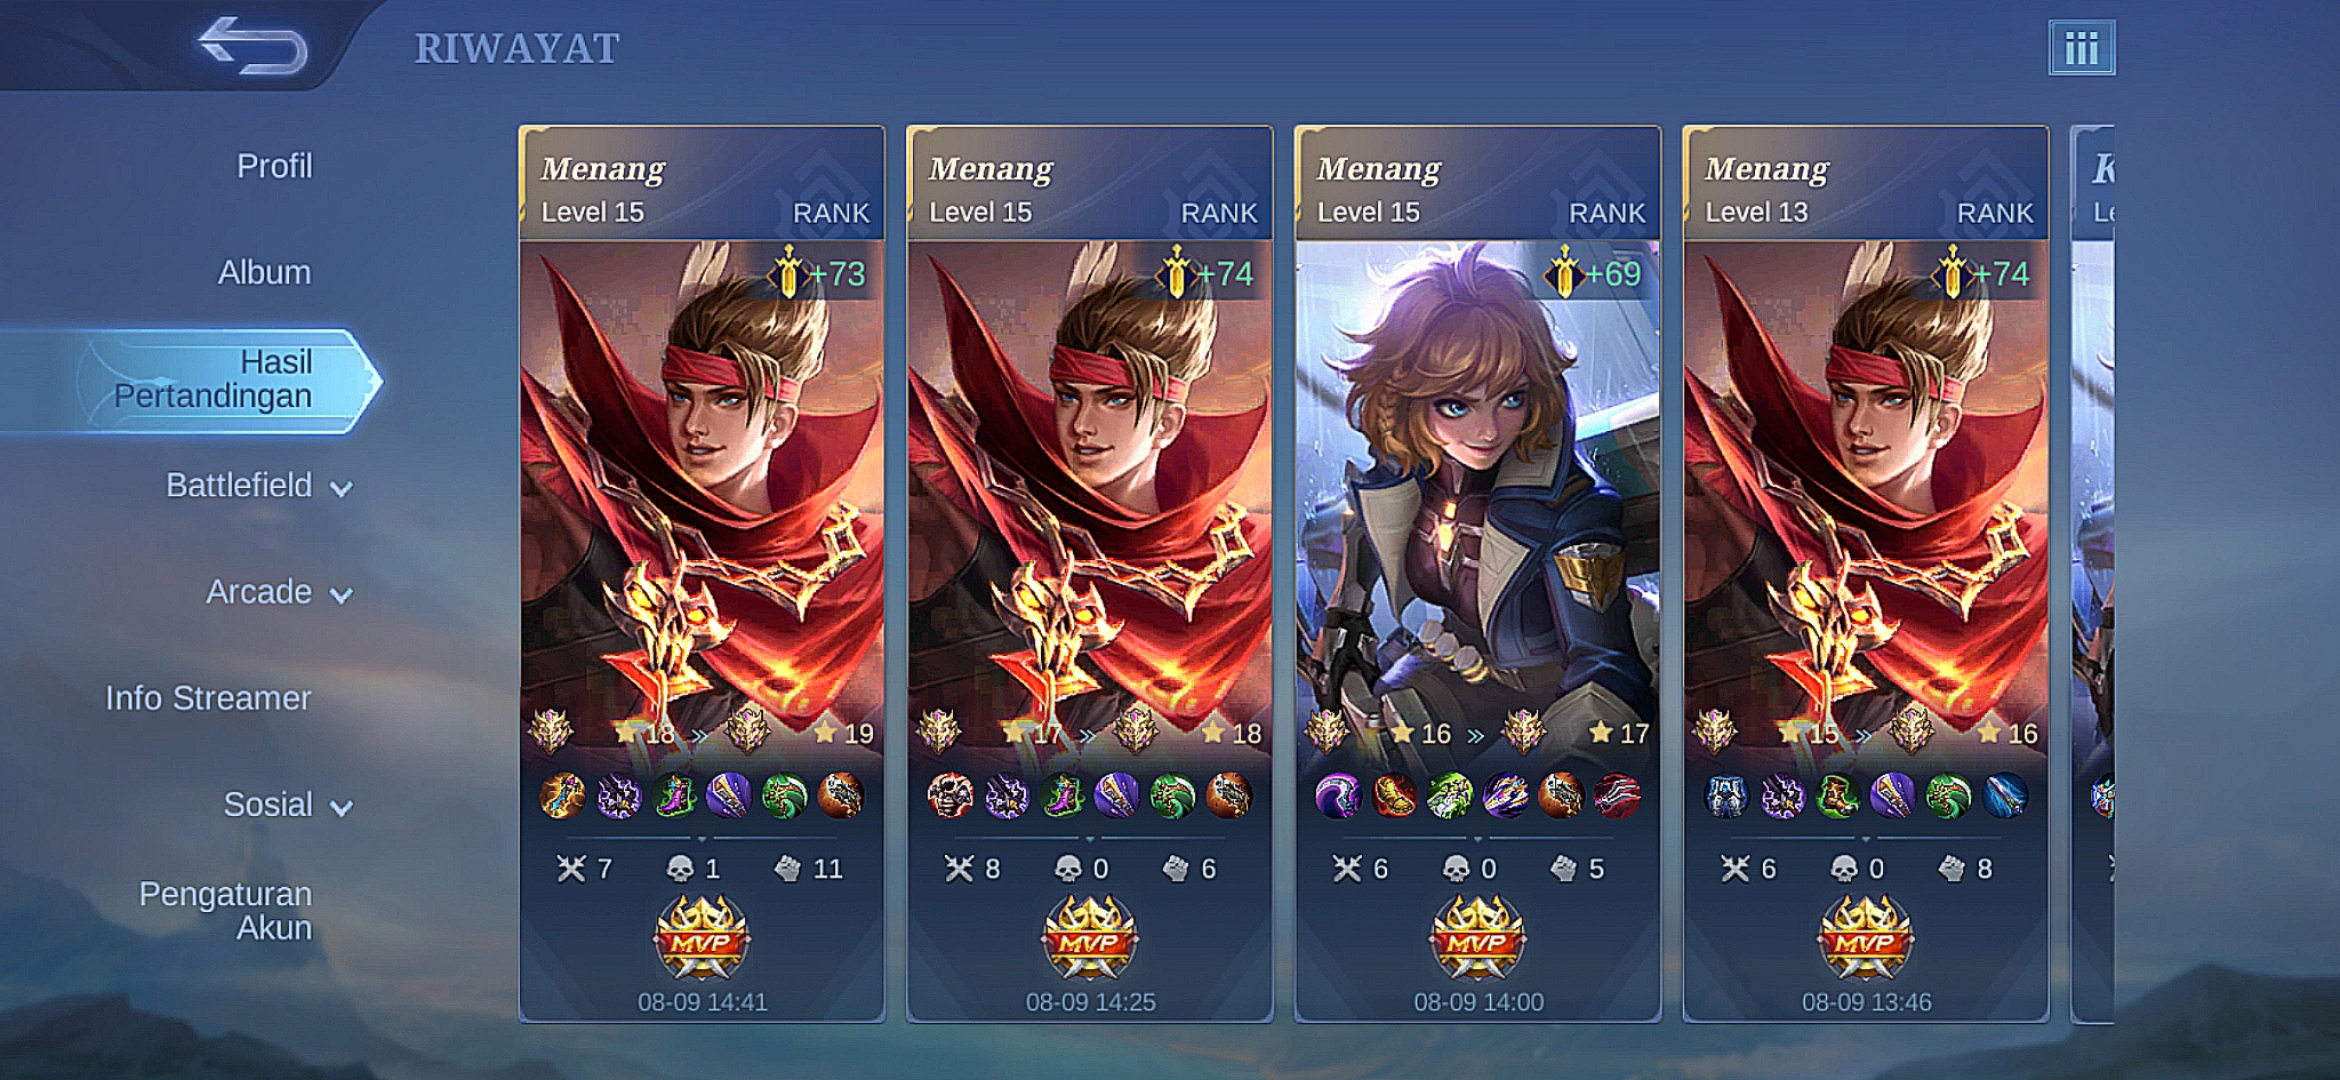 RIWAYAT
Profil
Album
Hasil
Pertandingan
Battlefield
Arcade
Info Streamer
Sosial
Pengaturan
Akun
Menang
Level 15
RANK
+73
18 » 19
7 1 11
MVP
08-09 14:41
Menang
Level 15
RANK
+74
17 » 18
8 0 6
MVP
08-09 14:25
Menang
Level 15
RANK
+69
16 » 17
6 0 5
MVP
08-09 14:00
Menang
Level 13
RANK
+74
15 » 16
6 0 8
MVP
08-09 13:46